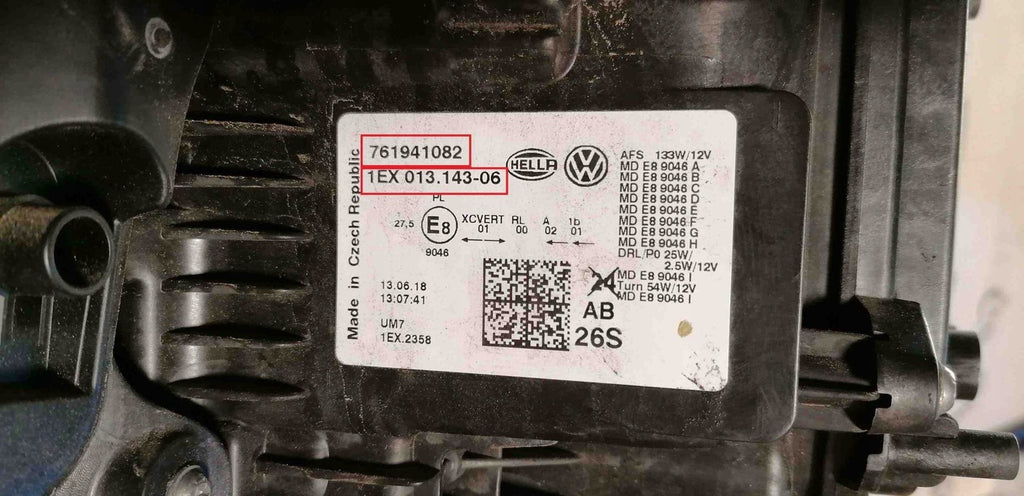 Made in Czech Republic
761941082
1EX 013.143-06
HELLA
VW
PL
27,5 E8 XCVERT RL A 1b
01 00 02 01
9046
13.06.18
13:07:41
UM7
1EX.2358
24
AB
26S
AFS 133W/12V
MD E8 9046 A
MD E8 9046 B
MD E8 9046 C
MD E8 9046 D
MD E8 9046 E
MD E8 9046 F
MD E8 9046 G
MD E8 9046 H
DRL/P0 25W/
2.5W/12V
MD E8 9046 I
Turn 54W/12V
MD E8 9046 I